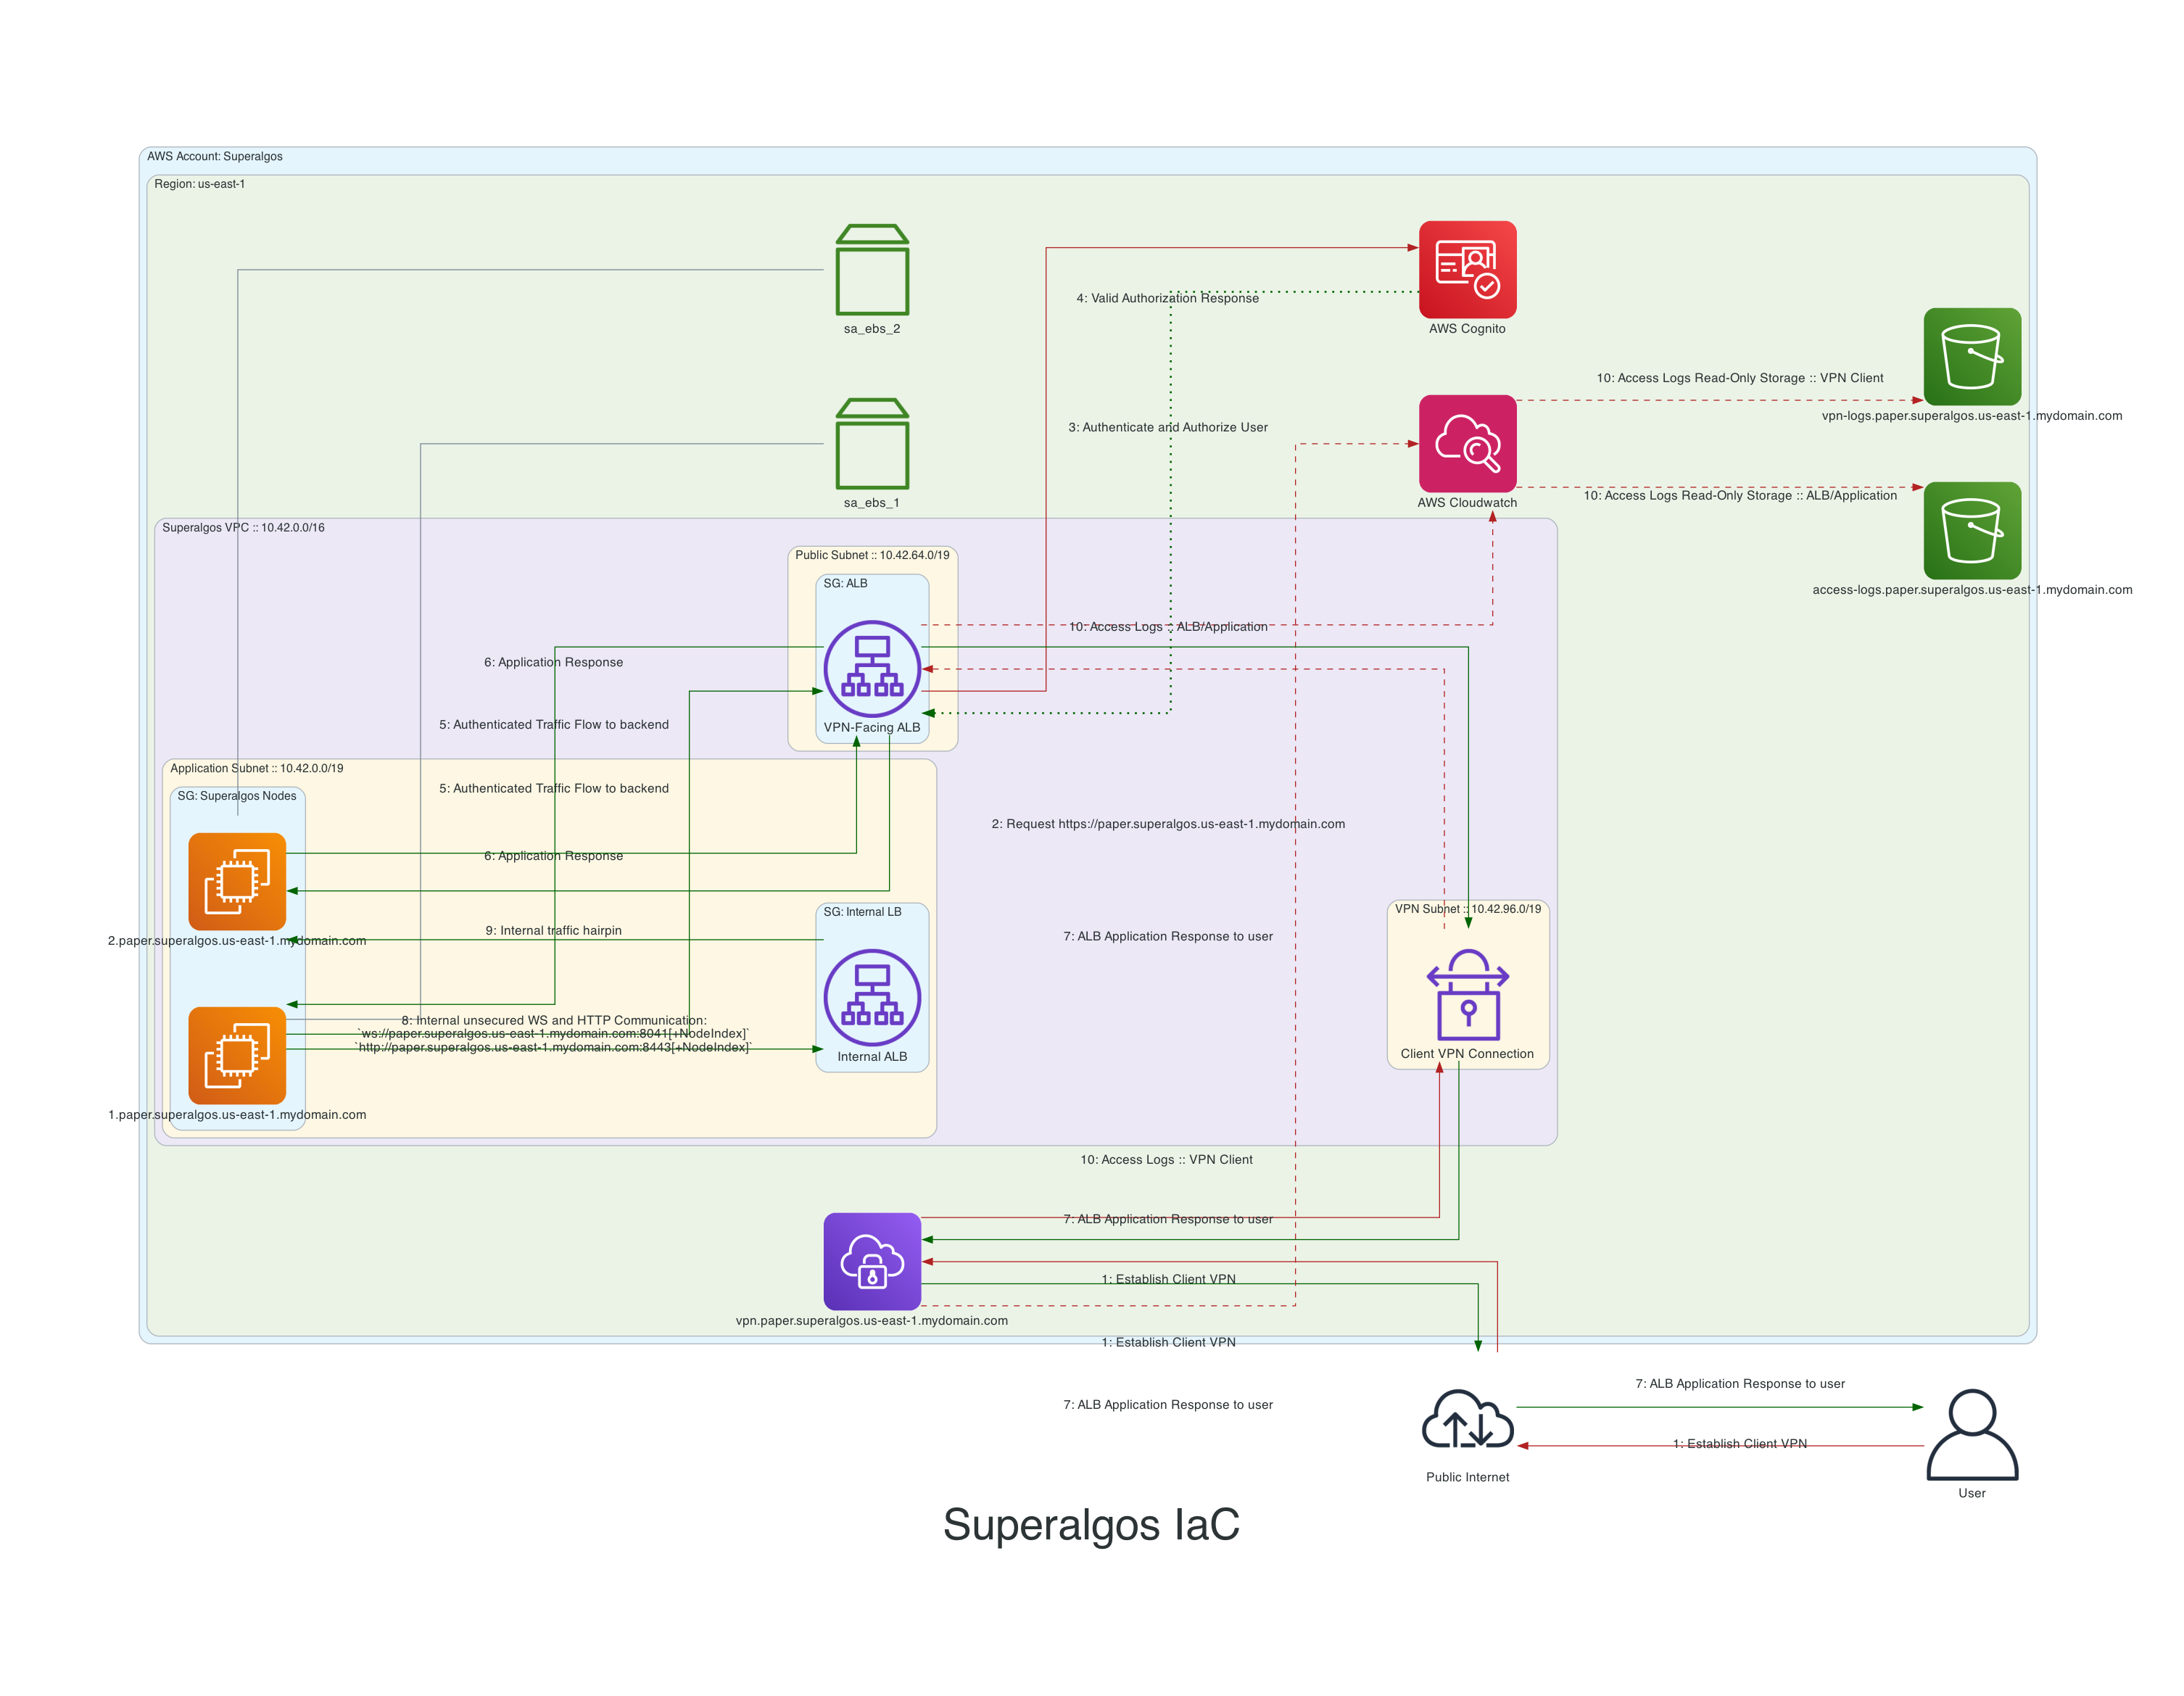 AWS Account: Superalgos
Region: us-east-1
sa_ebs_2
4: Valid Authorization Response
AWS Cognito
10: Access Logs Read-Only Storage :: VPN Client
vpn-logs.paper.superalgos.us-east-1.mydomain.com
3: Authenticate and Authorize User
sa_ebs_1
AWS Cloudwatch
10: Access Logs Read-Only Storage :: ALB/Application
access-logs.paper.superalgos.us-east-1.mydomain.com
Superalgos VPC :: 10.42.0.0/16
Public Subnet :: 10.42.64.0/19
SG: ALB
10: Access Logs :: ALB/Application
6: Application Response
5: Authenticated Traffic Flow to backend
VPN-Facing ALB
Application Subnet :: 10.42.0.0/19
SG: Superalgos Nodes
5: Authenticated Traffic Flow to backend
2: Request https://paper.superalgos.us-east-1.mydomain.com
6: Application Response
SG: Internal LB
VPN Subnet :: 10.42.96.0/19
9: Internal traffic hairpin
7: ALB Application Response to user
2.paper.superalgos.us-east-1.mydomain.com
8: Internal unsecured WS and HTTP Communication:
`ws://paper.superalgos.us-east-1.mydomain.com:8041[+NodeIndex]`
`http://paper.superalgos.us-east-1.mydomain.com:8443[+NodeIndex]`
Internal ALB
Client VPN Connection
1.paper.superalgos.us-east-1.mydomain.com
10: Access Logs :: VPN Client
7: ALB Application Response to user
1: Establish Client VPN
vpn.paper.superalgos.us-east-1.mydomain.com
1: Establish Client VPN
7: ALB Application Response to user
7: ALB Application Response to user
1: Establish Client VPN
Public Internet
User
Superalgos IaC